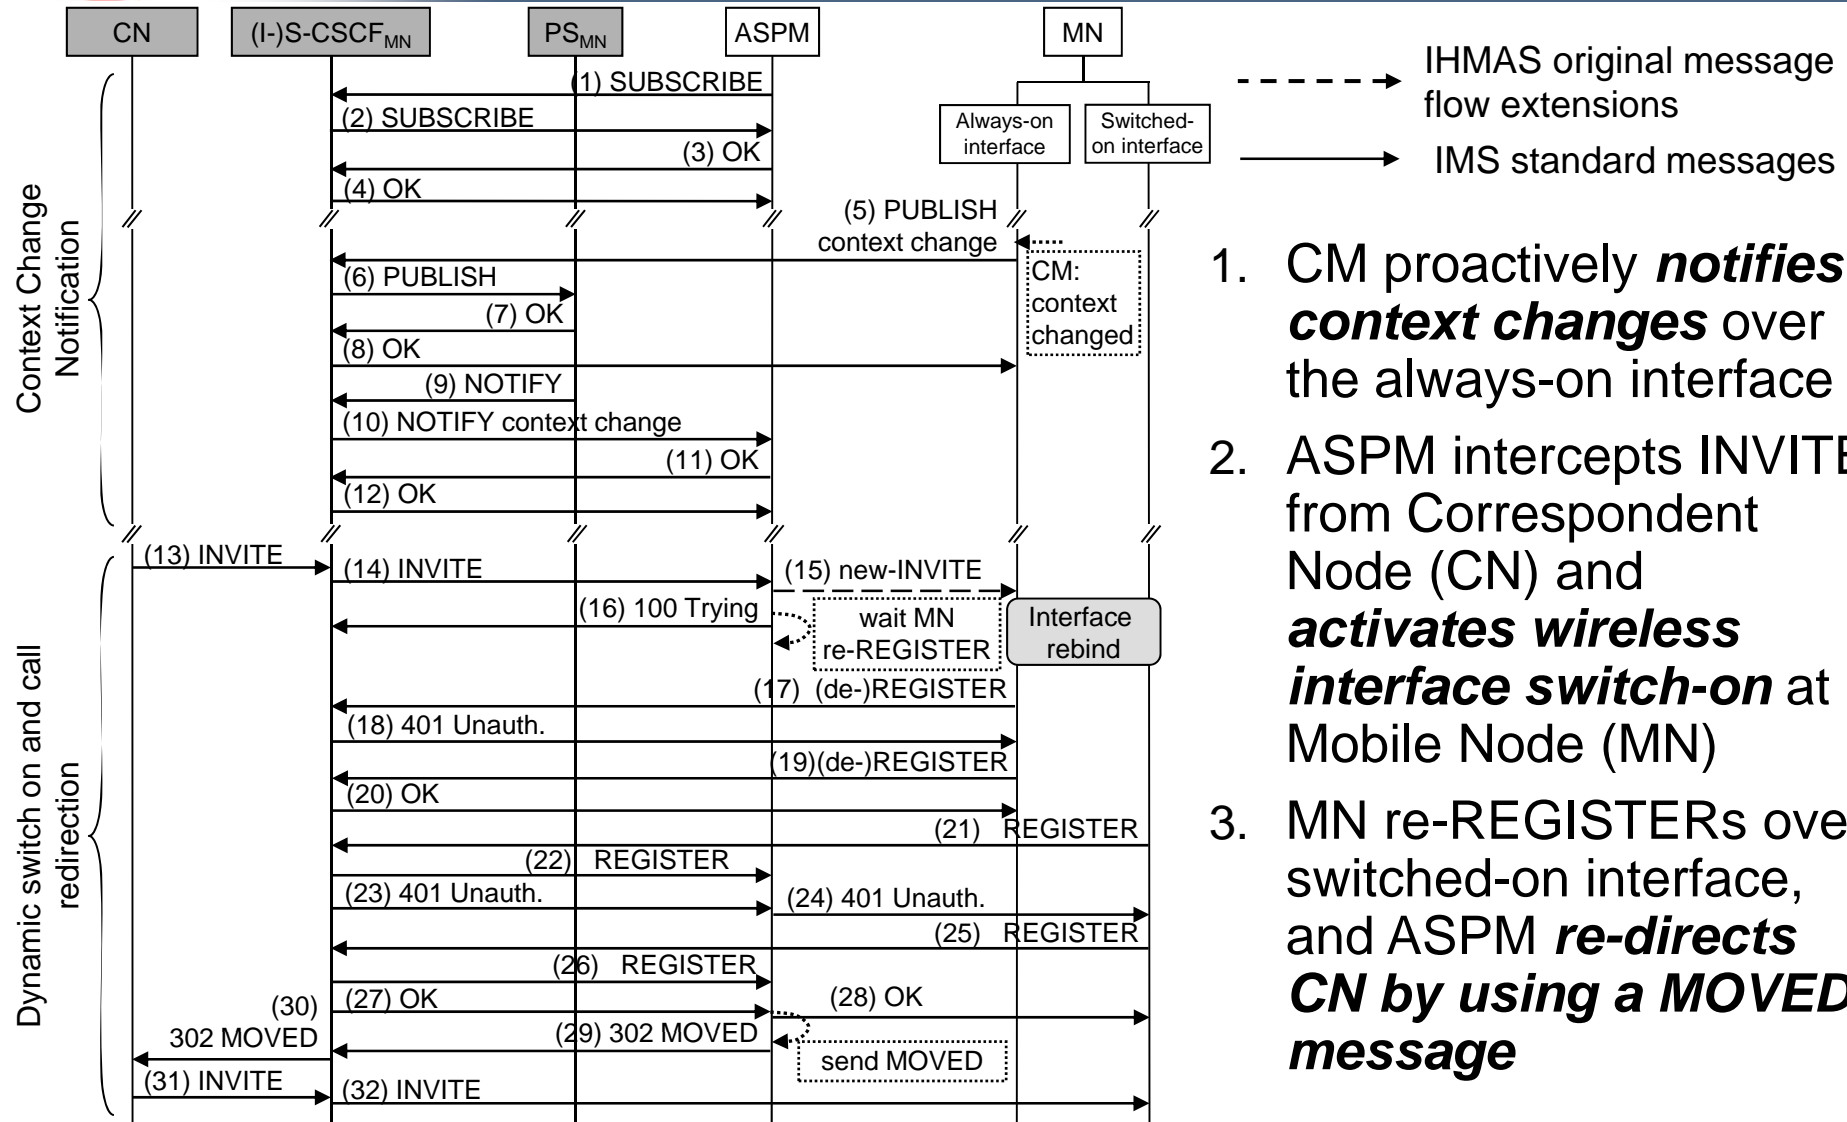 CN
(I-)S-CSCFMN
PSMN
ASPM
MN
Always-on
interface
Switched-
on interface
IHMAS original message
flow extensions
IMS standard messages
Context Change
Notification
(1) SUBSCRIBE
(2) SUBSCRIBE
(3) OK
(4) OK
(5) PUBLISH
context change
CM:
context
changed
(6) PUBLISH
(7) OK
(8) OK
(9) NOTIFY
(10) NOTIFY context change
(11) OK
(12) OK
Dynamic switch on and call
redirection
(13) INVITE
(14) INVITE
(15) new-INVITE
(16) 100 Trying
wait MN
re-REGISTER
Interface
rebind
(17) (de-)REGISTER
(18) 401 Unauth.
(19)(de-)REGISTER
(20) OK
(21) REGISTER
(22) REGISTER
(23) 401 Unauth.
(24) 401 Unauth.
(25) REGISTER
(26) REGISTER
(27) OK
(28) OK
(29) 302 MOVED
send MOVED
(30)
302 MOVED
(31) INVITE
(32) INVITE
1. CM proactively notifies
context changes over
the always-on interface
2. ASPM intercepts INVITE
from Correspondent
Node (CN) and
activates wireless
interface switch-on at
Mobile Node (MN)
3. MN re-REGISTERs ove
switched-on interface,
and ASPM re-directs
CN by using a MOVED
message